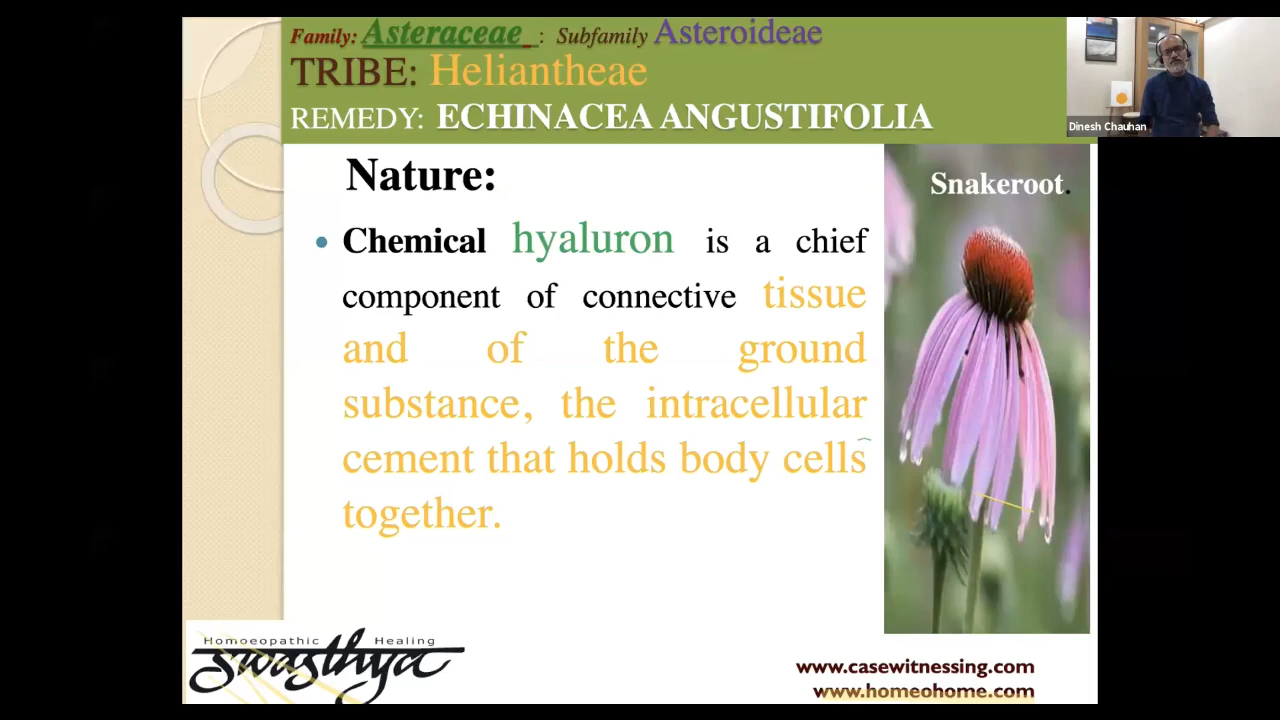 Family: Asteraceae : Subfamily Asteroideae
TRIBE: Heliantheae
REMEDY: ECHINACEA ANGUSTIFOLIA
Dinesh Chauhan
Nature:
Snakeroot.
• Chemical hyaluron is a chief
component of connective tissue
and of the ground
substance, the intracellular
cement that holds body cells
together.
Homoeopathic Healing
swasthya
www.casewitnessing.com
www.homeohome.com